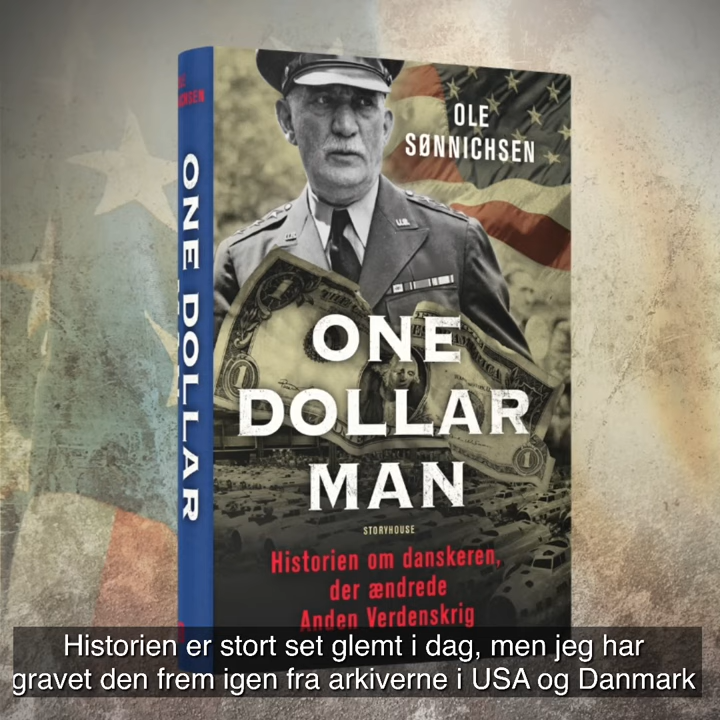 OLE
SØNNICHSEN
ONE DOLLAR
ONE
DOLLAR
MAN
STORYHOUSE
Historien om danskeren,
der ændrede
Anden Verdenskrig
Historien er stort set glemt i dag, men jeg har
gravet den frem igen fra arkiverne i USA og Danmark